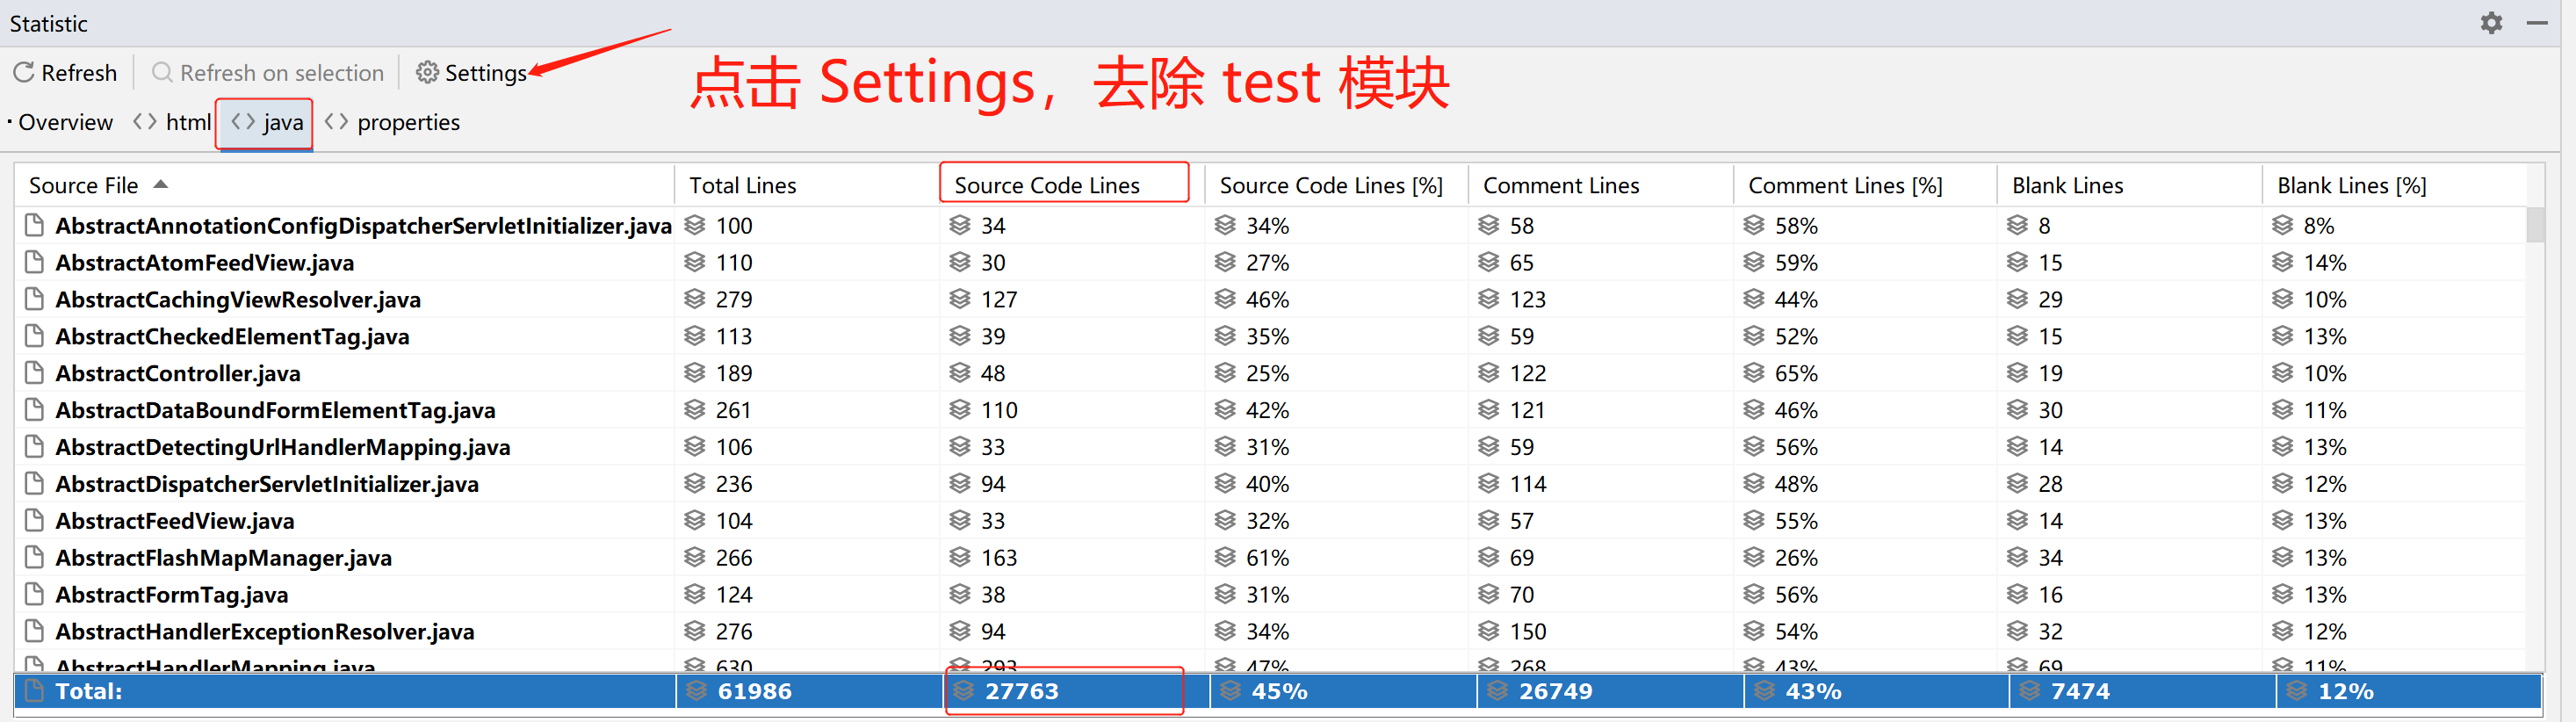 Statistic
Refresh Refresh on selection Settings
点击 Settings，去除 test 模块
Overview html java properties
Source File Total Lines Source Code Lines Source Code Lines [%] Comment Lines Comment Lines [%] Blank Lines Blank Lines [%]
AbstractAnnotationConfigDispatcherServletInitializer.java 100 34 34% 58 58% 8 8%
AbstractAtomFeedView.java 110 30 27% 65 59% 15 14%
AbstractCachingViewResolver.java 279 127 46% 123 44% 29 10%
AbstractCheckedElementTag.java 113 39 35% 59 52% 15 13%
AbstractController.java 189 48 25% 122 65% 19 10%
AbstractDataBoundFormElementTag.java 261 110 42% 121 46% 30 11%
AbstractDetectingUrlHandlerMapping.java 106 33 31% 59 56% 14 13%
AbstractDispatcherServletInitializer.java 236 94 40% 114 48% 28 12%
AbstractFeedView.java 104 33 32% 57 55% 14 13%
AbstractFlashMapManager.java 266 163 61% 69 26% 34 13%
AbstractFormTag.java 124 38 31% 70 56% 16 13%
AbstractHandlerExceptionResolver.java 276 94 34% 150 54% 32 12%
AbstractHandlerMapping.java 630 293 47% 268 43% 69 11%
Total: 61986 27763 45% 26749 43% 7474 12%